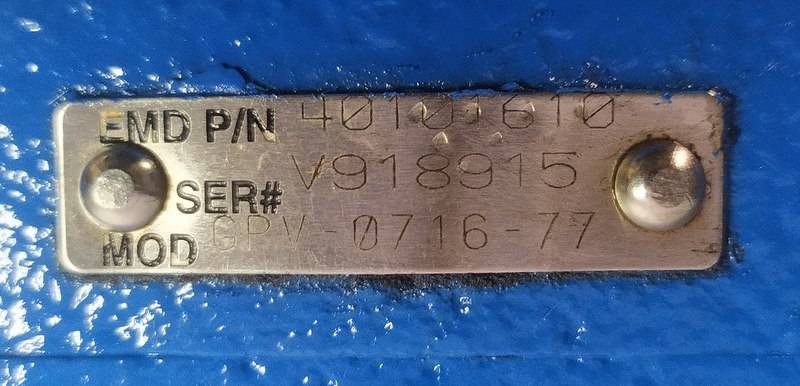 EMD P/N 40101610
SER# V918915
MOD GPV-0716-77